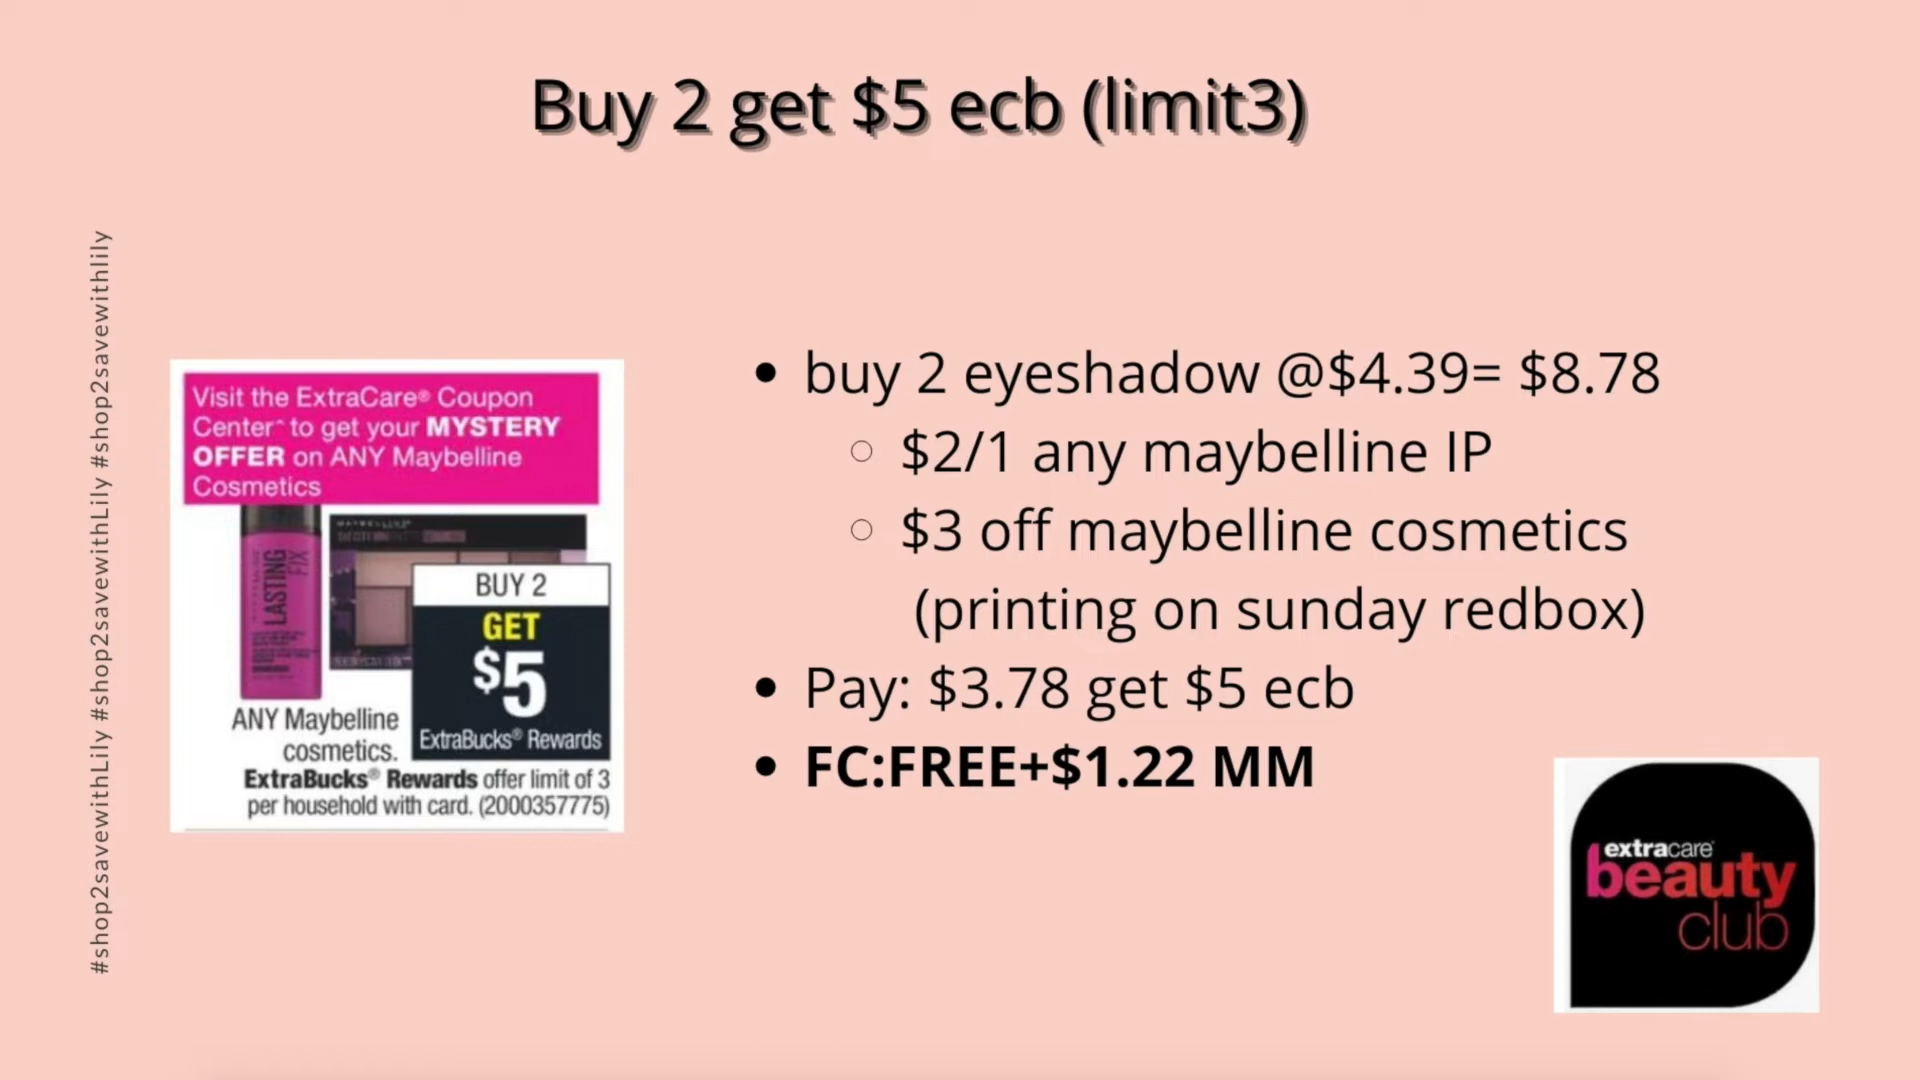 Buy 2 get $5 ecb (limit3)
#shop2savewithLily #shop2savewithLily #shop2savewithlily
Visit the ExtraCare® Coupon
Center^ to get your MYSTERY
OFFER on ANY Maybelline
Cosmetics
MAYBELLINE
LASTING
FIX
BUY 2
GET
$5
ExtraBucks® Rewards
ANY Maybelline
cosmetics.
ExtraBucks® Rewards offer limit of 3
per household with card. (2000357775)
• buy 2 eyeshadow @$4.39= $8.78
○ $2/1 any maybelline IP
○ $3 off maybelline cosmetics
(printing on sunday redbox)
• Pay: $3.78 get $5 ecb
• FC:FREE+$1.22 MM
extracare®
beauty
club